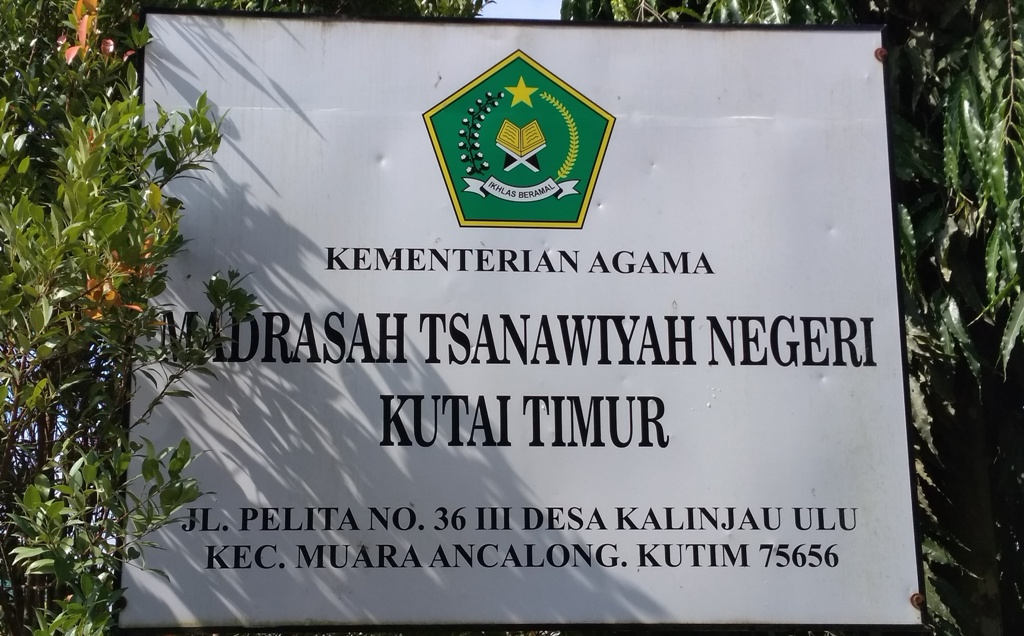 IKHLAS BERAMAL
KEMENTERIAN AGAMA
MADRASAH TSANAWIYAH NEGERI
KUTAI TIMUR
JL. PELITA NO. 36 III DESA KALINJAU ULU
KEC. MUARA ANCALONG. KUTIM 75656